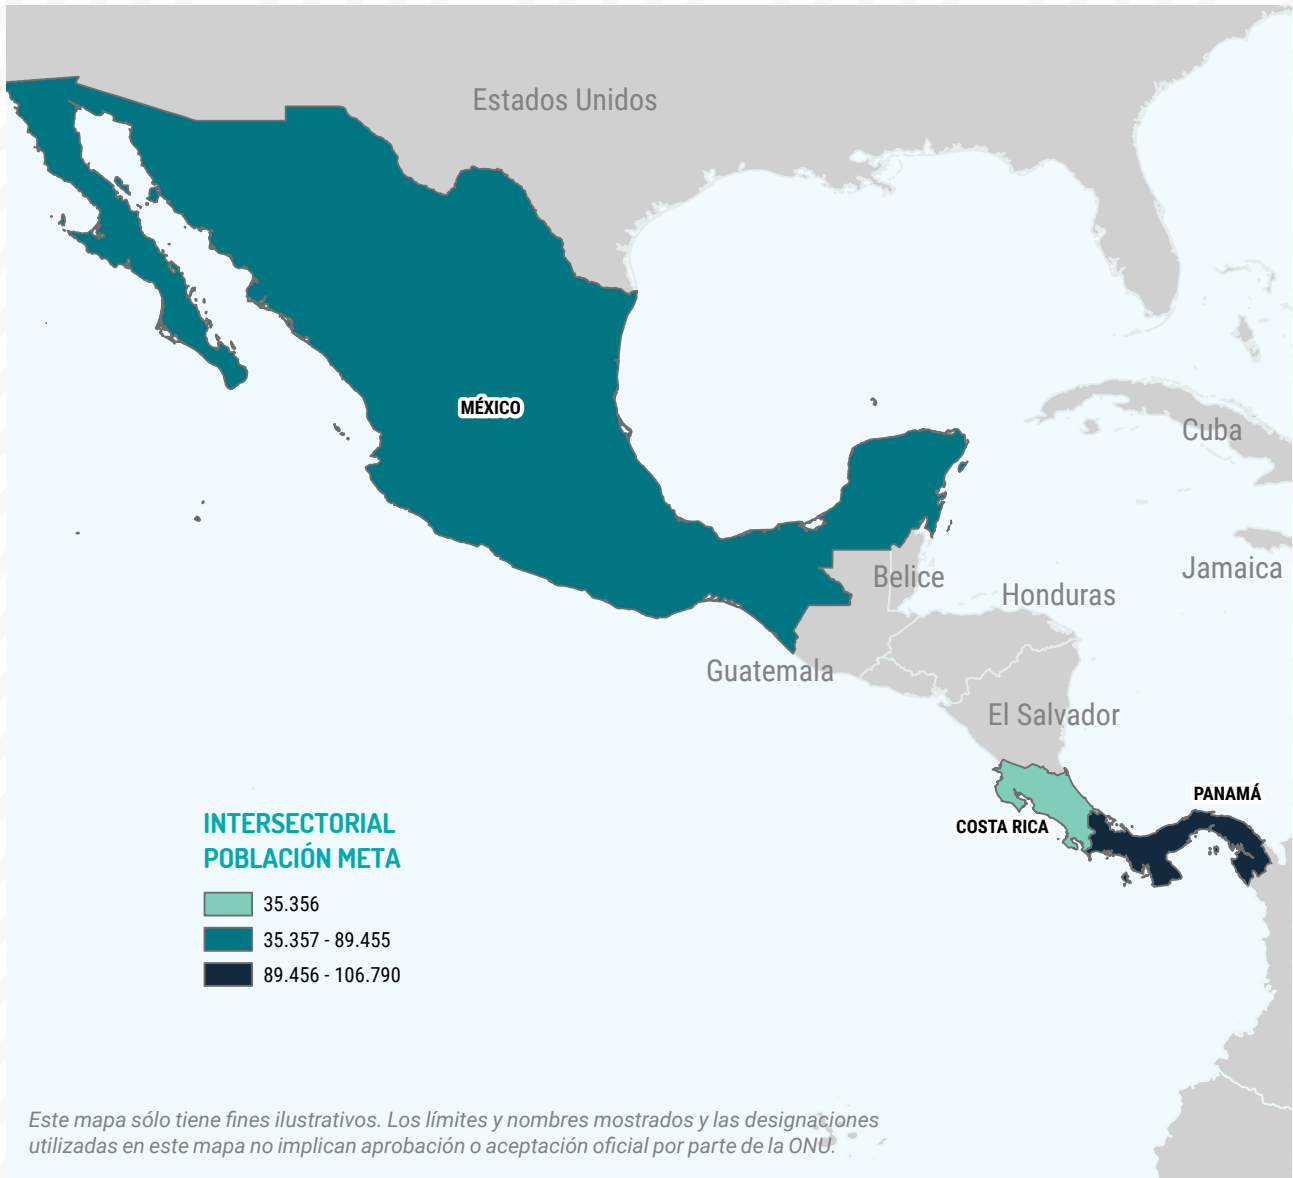 Estados Unidos
MÉXICO
Cuba
Jamaica
Belice
Honduras
Guatemala
El Salvador
PANAMÁ
COSTA RICA
INTERSECTORIAL
POBLACIÓN META
35.356
35.357 - 89.455
89.456 - 106.790
Este mapa sólo tiene fines ilustrativos. Los límites y nombres mostrados y las designaciones
utilizadas en este mapa no implican aprobación o aceptación oficial por parte de la ONU.